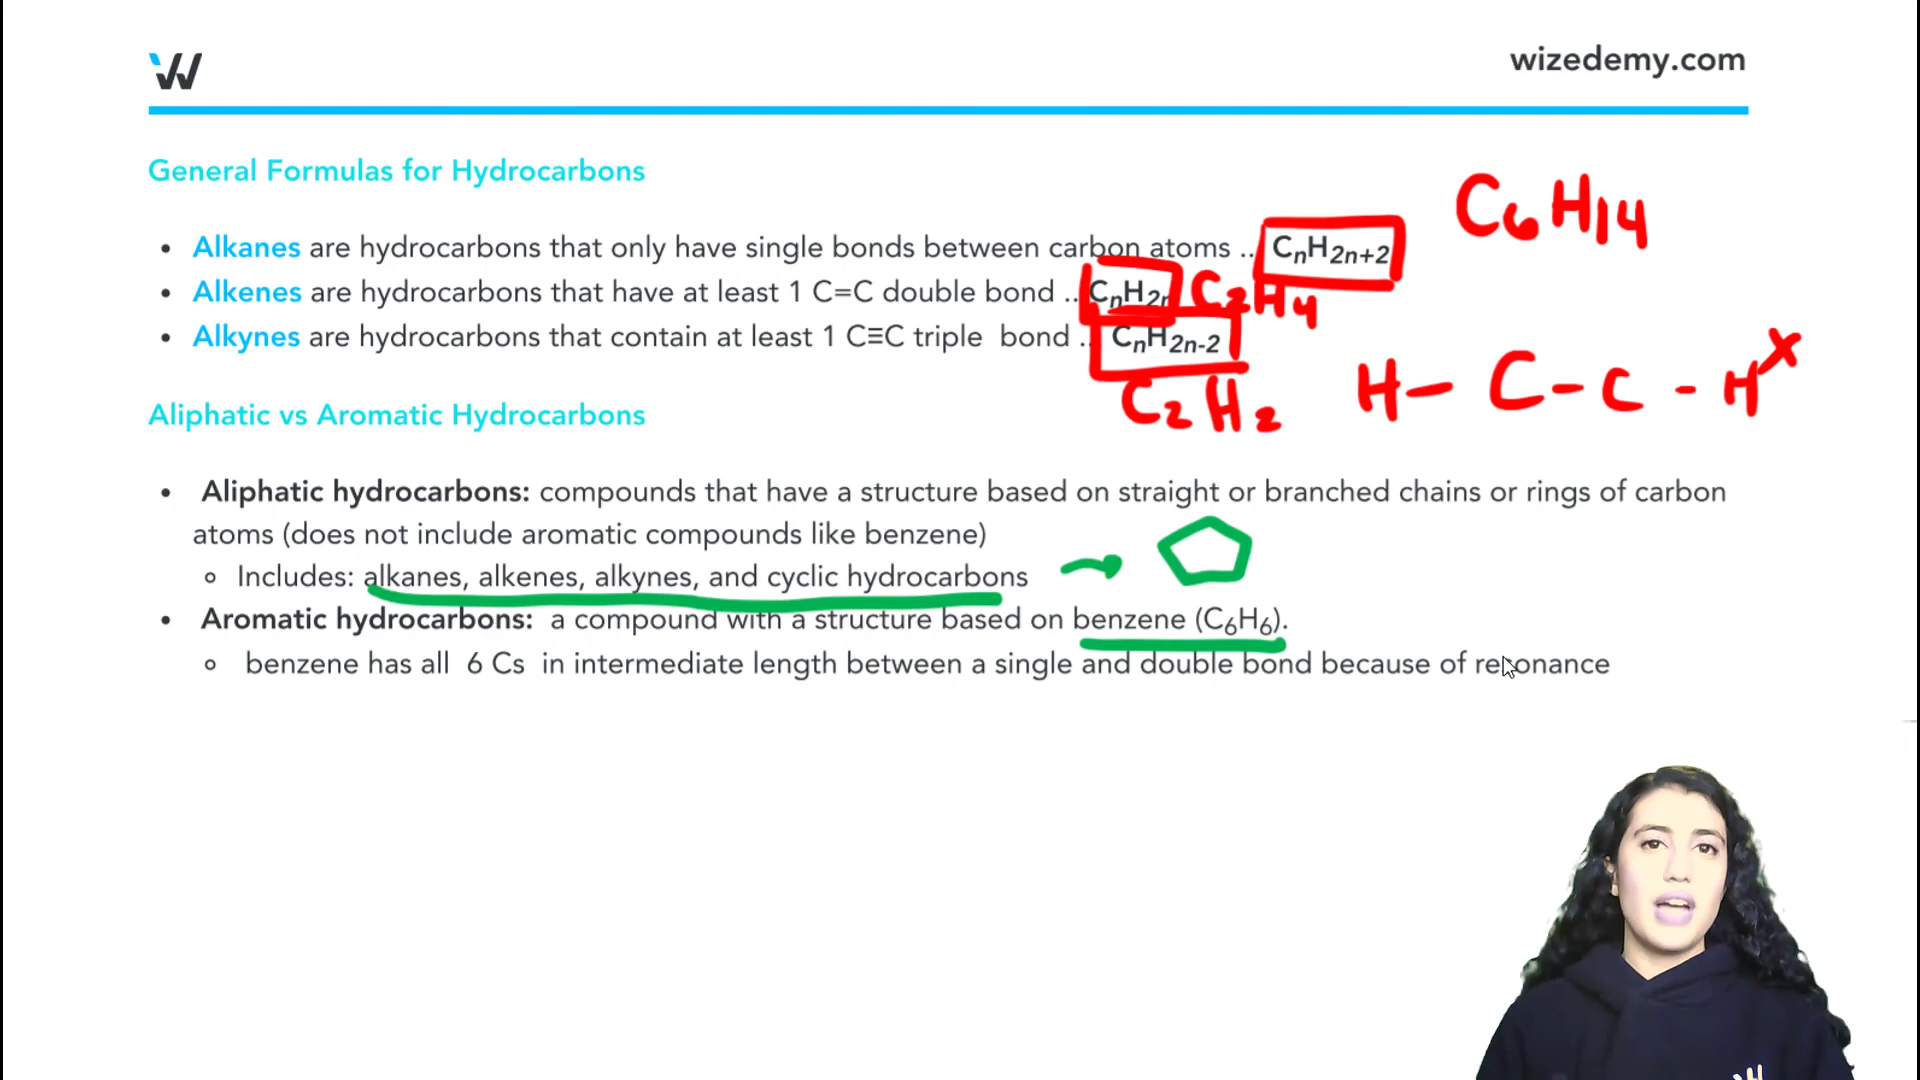 wizedemy.com
General Formulas for Hydrocarbons
• Alkanes are hydrocarbons that only have single bonds between carbon atoms .. CnH2n+2 C6H14
• Alkenes are hydrocarbons that have at least 1 C=C double bond .. CnH2n C2H4
• Alkynes are hydrocarbons that contain at least 1 C≡C triple bond .. CnH2n-2
C2H2 H - C - C - H X
Aliphatic vs Aromatic Hydrocarbons
• Aliphatic hydrocarbons: compounds that have a structure based on straight or branched chains or rings of carbon
atoms (does not include aromatic compounds like benzene)
◦ Includes: alkanes, alkenes, alkynes, and cyclic hydrocarbons
• Aromatic hydrocarbons: a compound with a structure based on benzene (C6H6).
◦ benzene has all 6 Cs in intermediate length between a single and double bond because of resonance